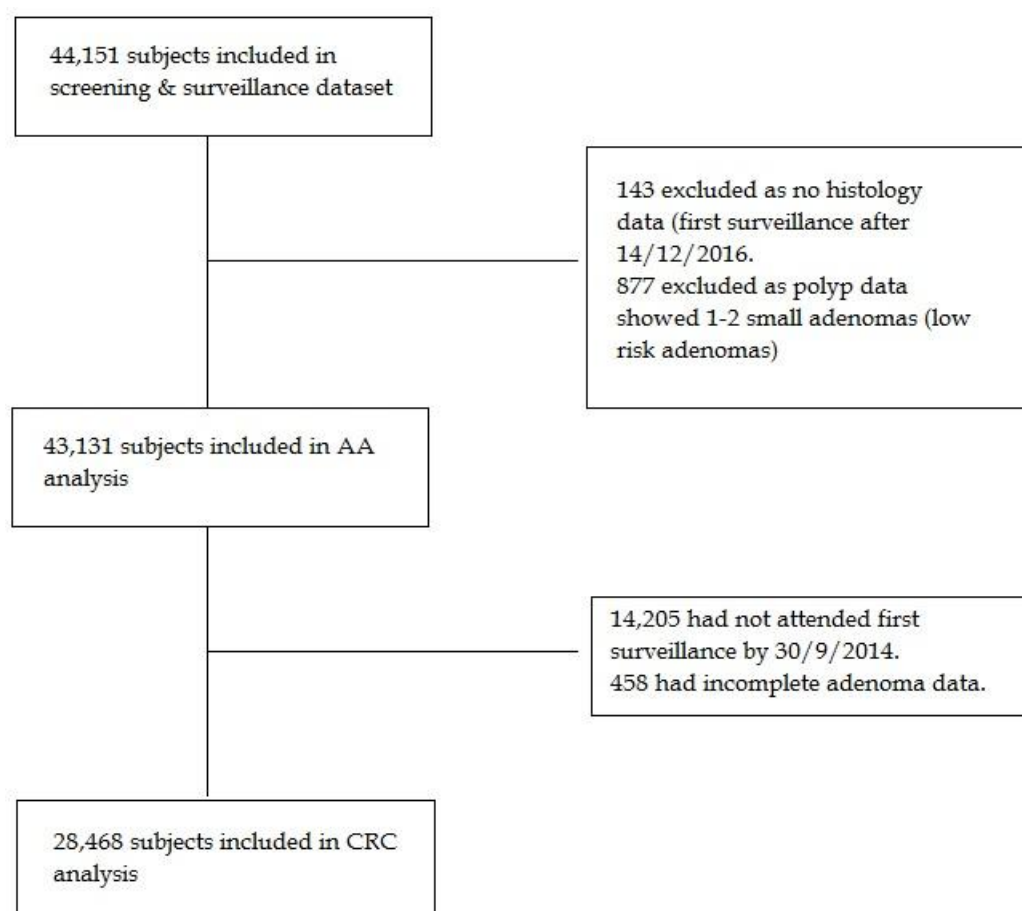 44,151 subjects included in
screening & surveillance dataset
143 excluded as no histology
data (first surveillance after
14/12/2016.
877 excluded as polyp data
showed 1-2 small adenomas (low
risk adenomas)
43,131 subjects included in AA
analysis
14,205 had not attended first
surveillance by 30/9/2014.
458 had incomplete adenoma data.
28,468 subjects included in CRC
analysis